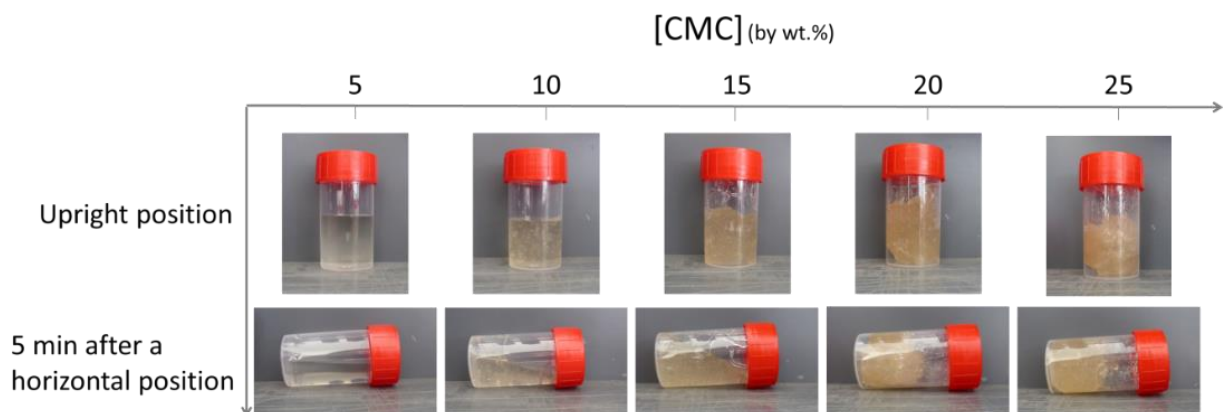 [CMC] (by wt.%)
5 10 15 20 25
Upright position
5 min after a
horizontal position